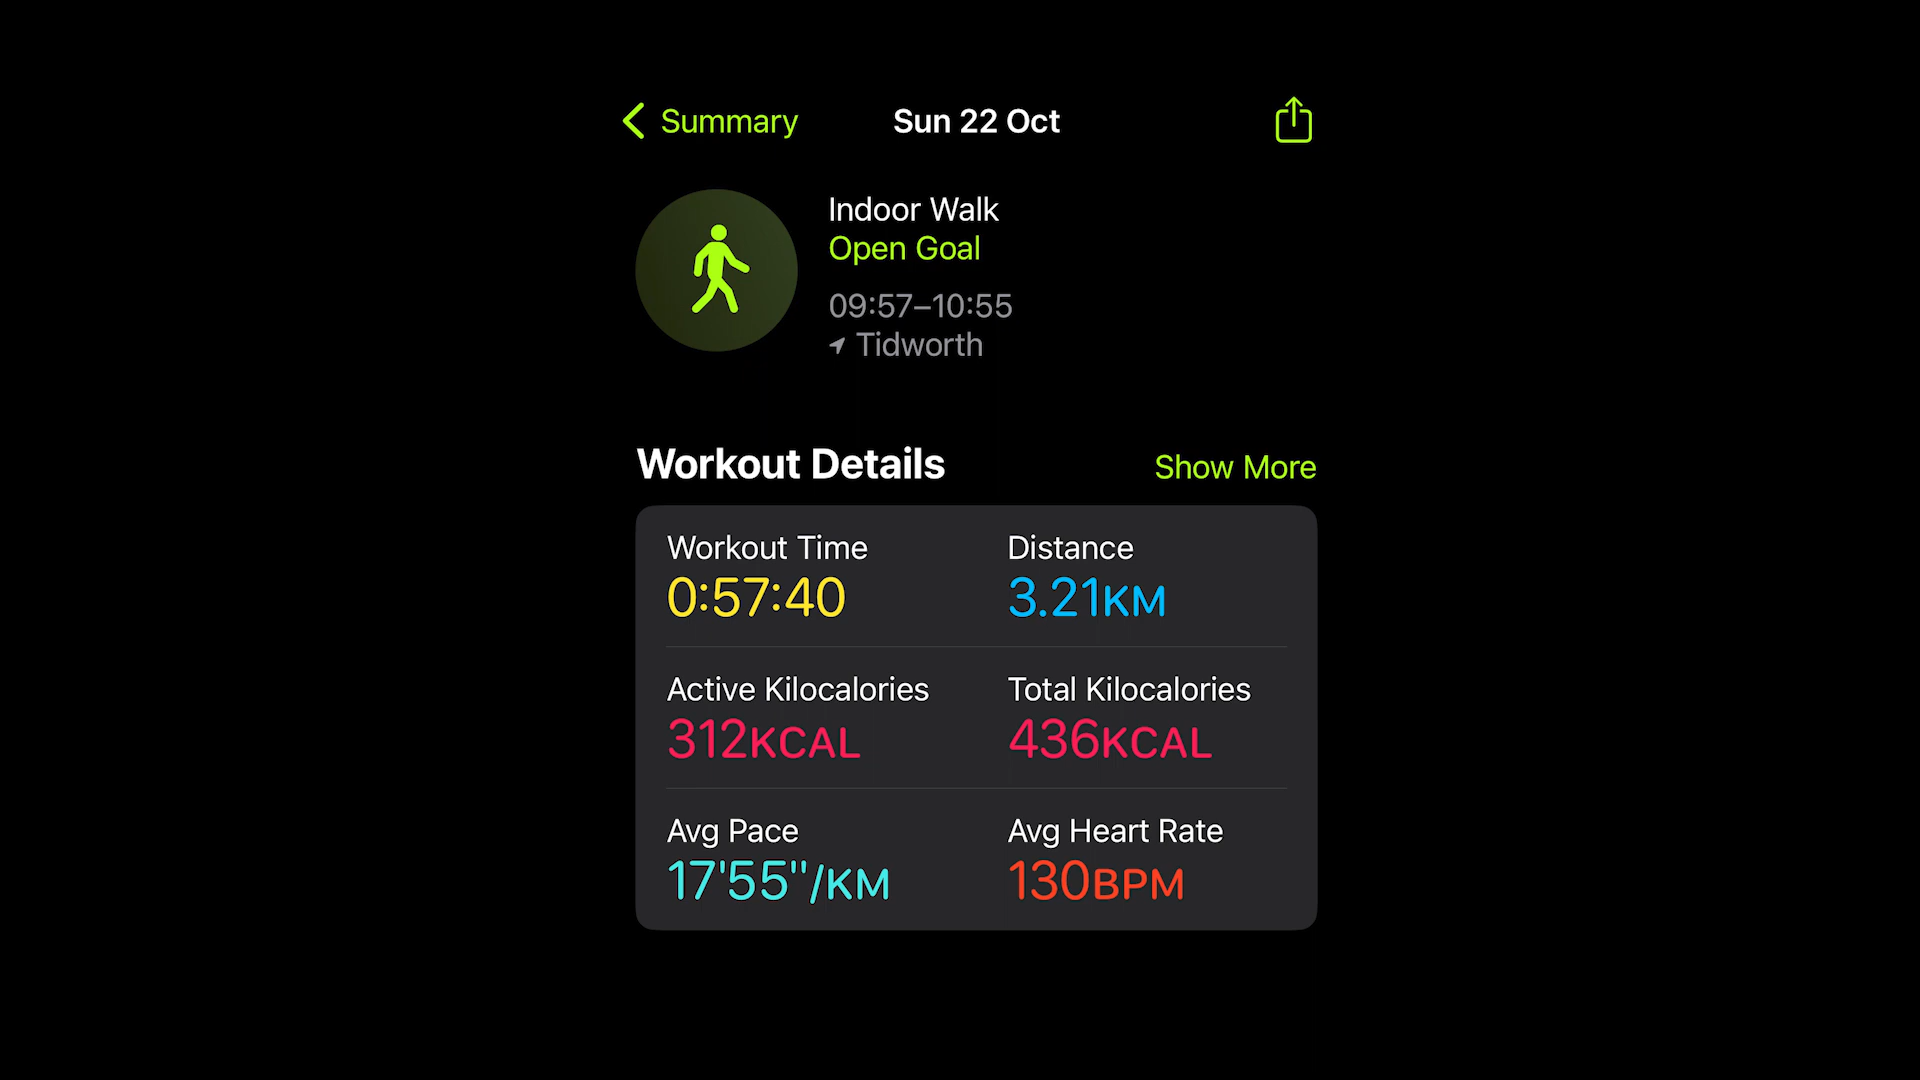 Summary
Sun 22 Oct
Indoor Walk
Open Goal
09:57–10:55
Tidworth
Workout Details
Show More
Workout Time
Distance
0:57:40
3.21KM
Active Kilocalories
Total Kilocalories
312KCAL
436KCAL
Avg Pace
Avg Heart Rate
17'55"/KM
130BPM